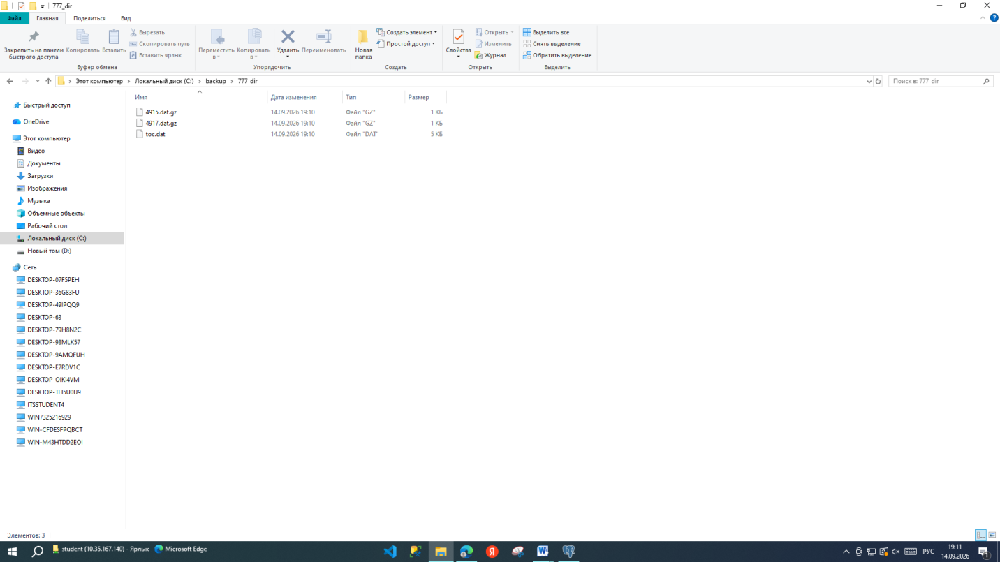 777_dir
Файл Главная Поделиться Вид
Закрепить на панели быстрого доступа
Копировать
Вставить
Вырезать
Скопировать путь
Вставить ярлык
Буфер обмена
Переместить в
Копировать в
Удалить
Переименовать
Упорядочить
Новая папка
Создать элемент
Простой доступ
Создать
Свойства
Открыть
Изменить
Журнал
Открыть
Выделить все
Снять выделение
Обратить выделение
Выделить
Этот компьютер > Локальный диск (C:) > backup > 777_dir
Поиск в: 777_dir
Имя Дата изменения Тип Размер
4915.dat.gz 14.09.2026 19:10 Файл "GZ" 1 КБ
4917.dat.gz 14.09.2026 19:10 Файл "GZ" 1 КБ
toc.dat 14.09.2026 19:10 Файл "DAT" 5 КБ
Быстрый доступ
OneDrive
Этот компьютер
Видео
Документы
Загрузки
Изображения
Музыка
Объемные объекты
Рабочий стол
Локальный диск (C:)
Новый том (D:)
Сеть
DESKTOP-07F5PEH
DESKTOP-36G83FU
DESKTOP-49IPQQ9
DESKTOP-63
DESKTOP-79H8N2C
DESKTOP-98MLK57
DESKTOP-9AMQFUH
DESKTOP-E7RDV1C
DESKTOP-OIKI4VM
DESKTOP-TH5U0U9
ITSSTUDENT4
WIN7325216929
WIN-CFDESFPQBCT
WIN-M43HTDD2EOI
Элементов: 3
student (10.35.167.140) - Ярлык
Microsoft Edge
РУС
19:11
14.09.2026
1